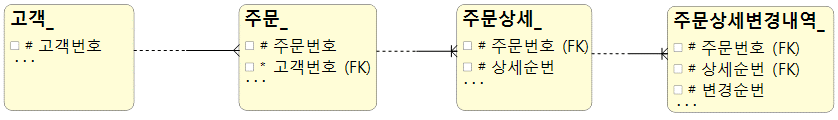 고객_
# 고객번호
...
주문_
# 주문번호
* 고객번호 (FK)
...
주문상세_
# 주문번호 (FK)
# 상세순번
...
주문상세변경내역_
# 주문번호 (FK)
# 상세순번 (FK)
# 변경순번
...